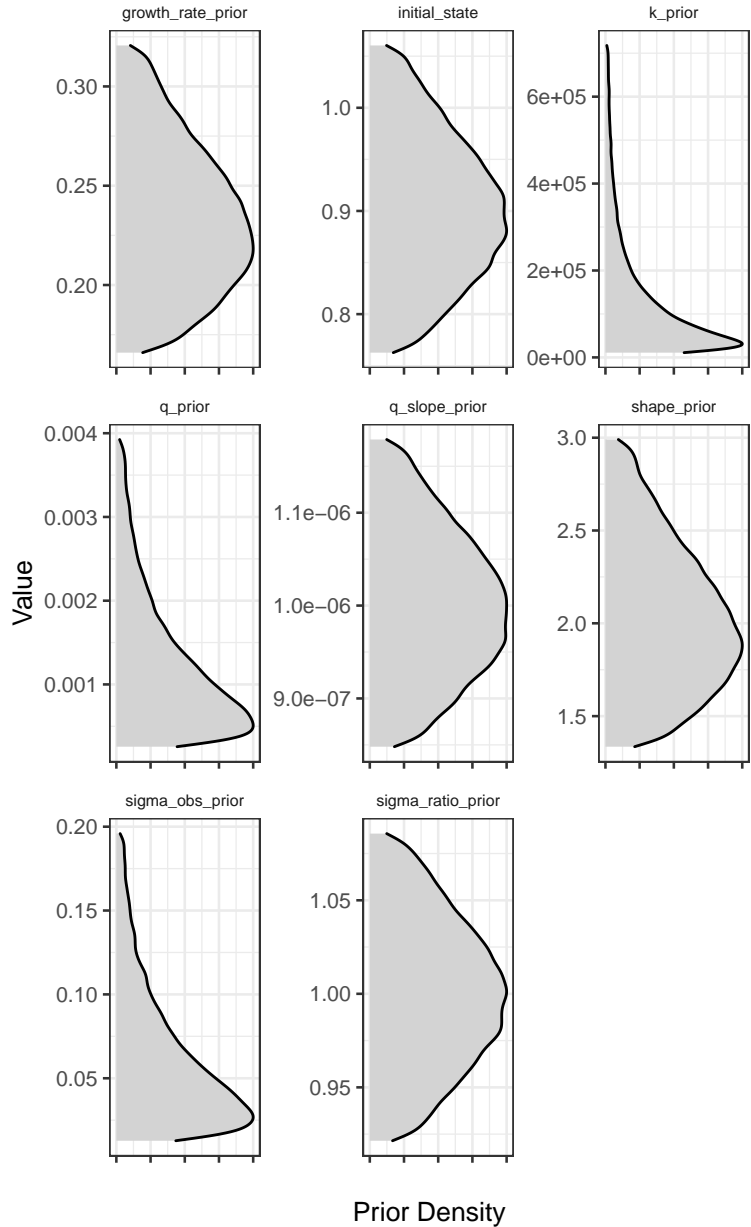 growth_rate_prior
0.30
0.25
0.20
initial_state
1.0
0.9
0.8
k_prior
6e+05
4e+05
2e+05
0e+00
q_prior
0.004
0.003
0.002
0.001
q_slope_prior
1.1e−06
1.0e−06
9.0e−07
shape_prior
3.0
2.5
2.0
1.5
sigma_obs_prior
0.20
0.15
0.10
0.05
sigma_ratio_prior
1.05
1.00
0.95
Value
Prior Density